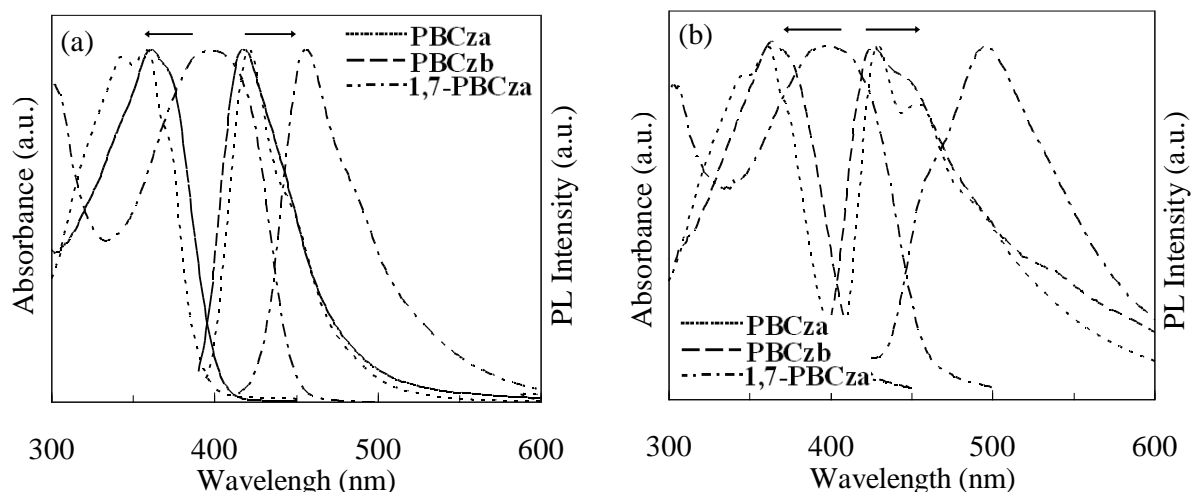 (a)
PBCza
PBCzb
1,7-PBCza
Absorbance (a.u.)
PL Intensity (a.u.)
300
400
500
600
Wavelengh (nm)
(b)
PBCza
PBCzb
1,7-PBCza
Absorbance (a.u.)
PL Intensity (a.u.)
300
400
500
600
Wavelength (nm)